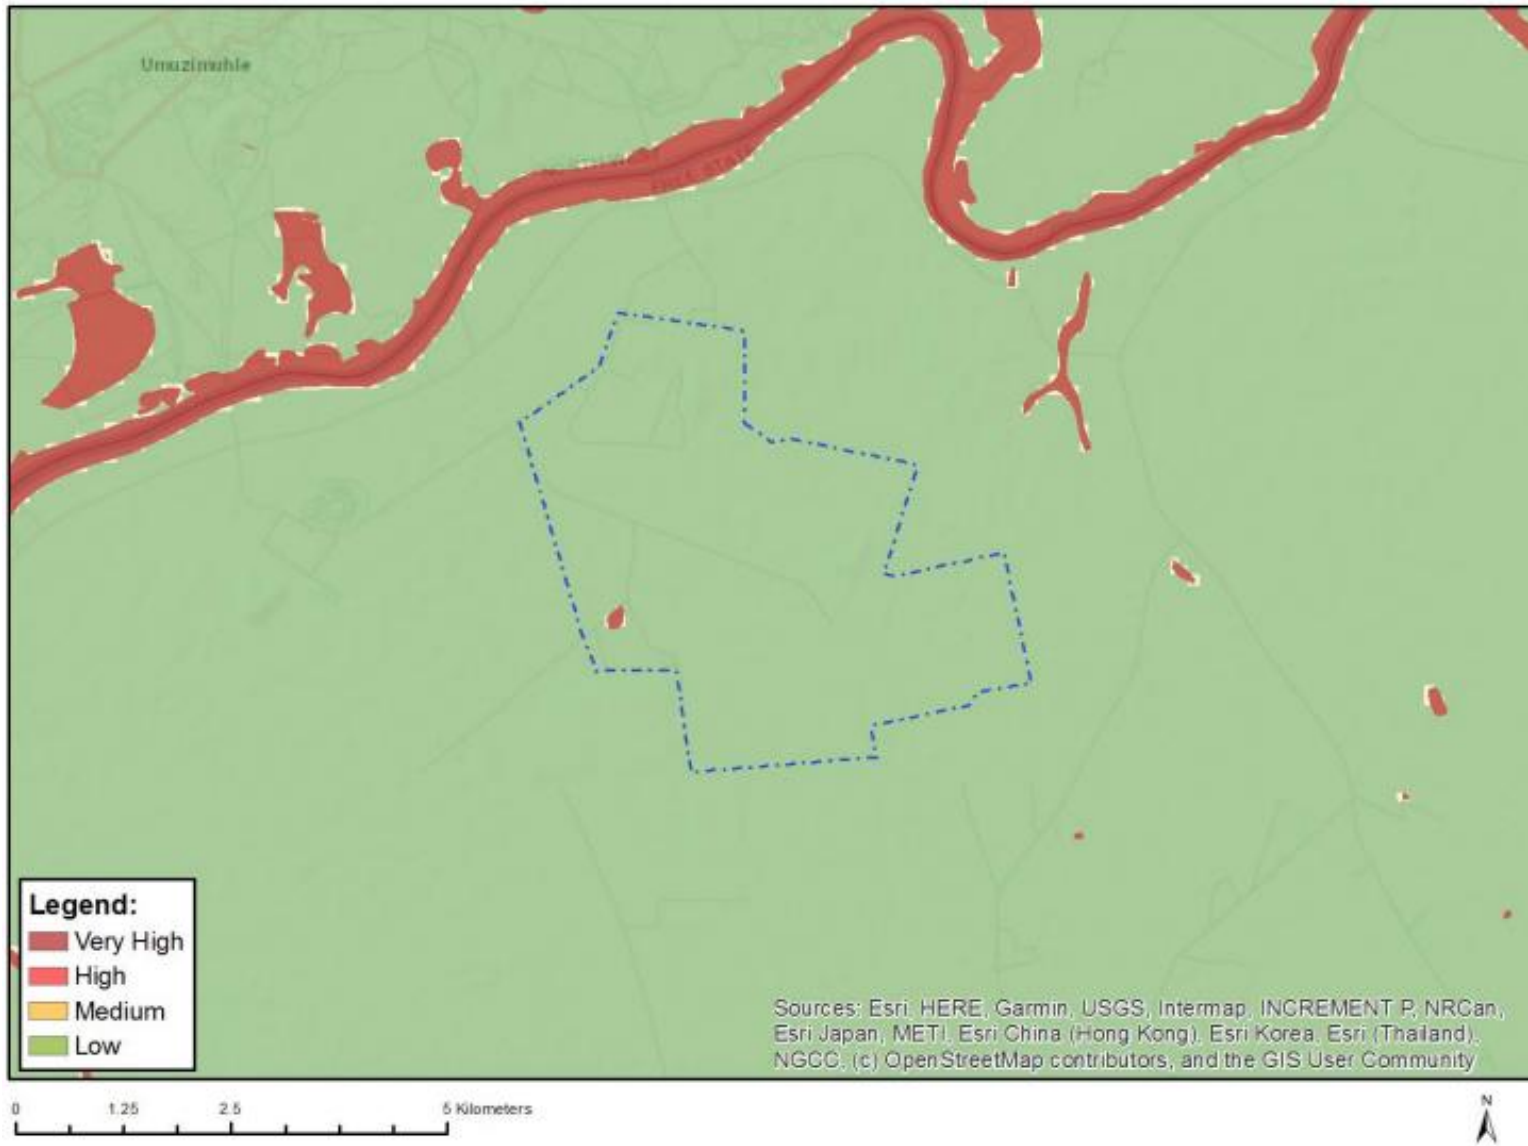 Umuzimuhle
FREE STATE
Legend:
Very High
High
Medium
Low
Sources: Esri, HERE, Garmin, USGS, Intermap, INCREMENT P, NRCan,
Esri Japan, METI, Esri China (Hong Kong), Esri Korea, Esri (Thailand),
NGCC, (c) OpenStreetMap contributors, and the GIS User Community
0 1.25 2.5 5 Kilometers
N